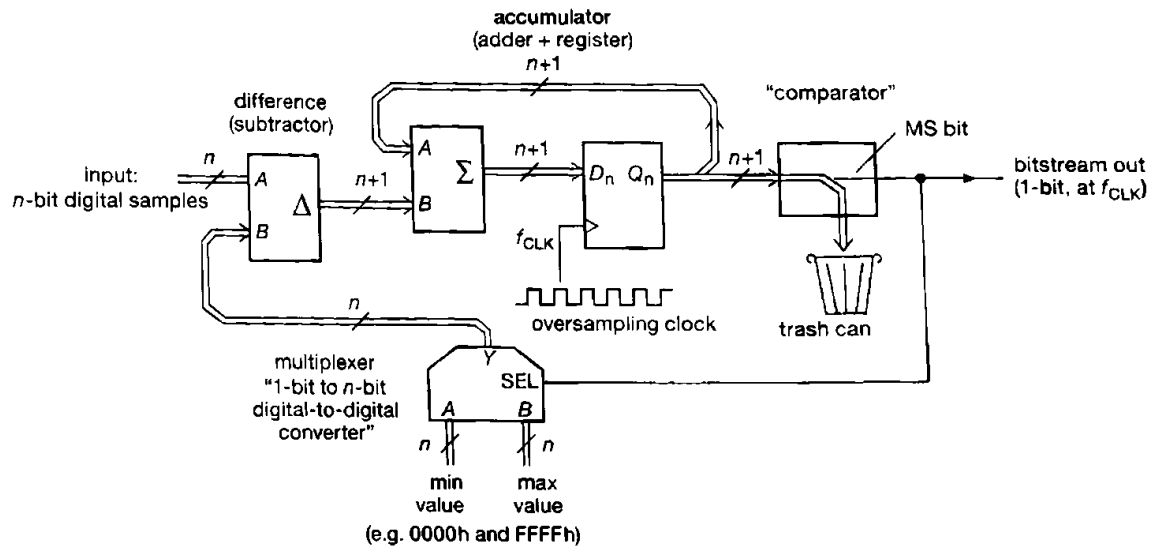 accumulator
(adder + register)
n+1
"comparator"
difference
(subtractor)
MS bit
n
A
n+1
n+1
bitstream out
(1-bit, at fCLK)
input:
n-bit digital samples
A
n+1
Σ
Dn Qn
Δ
B
B
fCLK
n
oversampling clock
trash can
multiplexer
"1-bit to n-bit
digital-to-digital
converter"
Y
SEL
A B
n n
min
value
max
value
(e.g. 0000h and FFFFh)